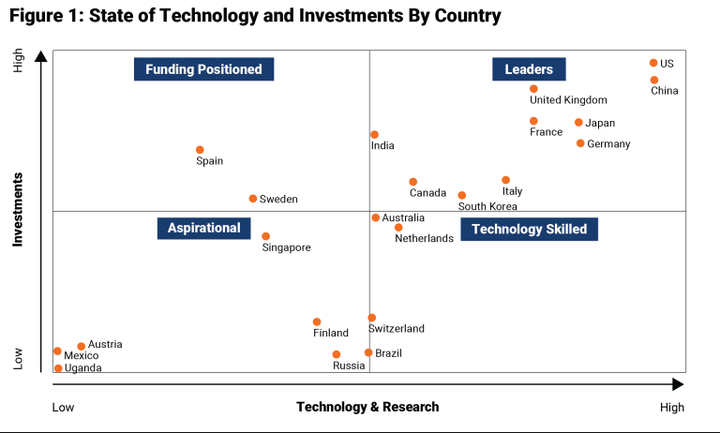 Figure 1: State of Technology and Investments By Country
High
Funding Positioned
Leaders
US
China
United Kingdom
France
Japan
Germany
India
Spain
Canada
Italy
Sweden
South Korea
Investments
Aspirational
Australia
Technology Skilled
Netherlands
Singapore
Finland
Switzerland
Austria
Mexico
Brazil
Russia
Uganda
Low
Low
Technology & Research
High